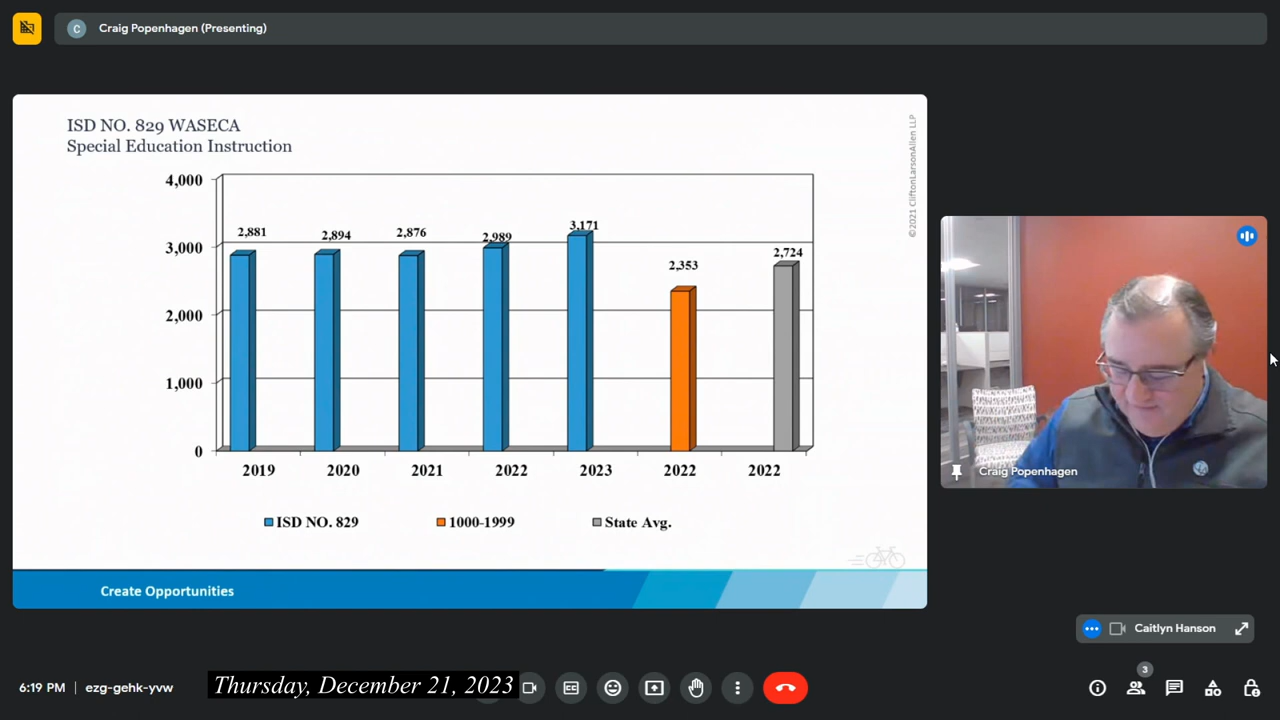 C
Craig Popenhagen (Presenting)
ISD NO. 829 WASECA
Special Education Instruction
©2021 CliftonLarsonAllen LLP
4,000
3,000
2,000
1,000
0
2,881
2,894
2,876
2,989
3,171
2,353
2,724
2019
2020
2021
2022
2023
2022
2022
ISD NO. 829
1000-1999
State Avg.
Create Opportunities
Craig Popenhagen
Caitlyn Hanson
6:19 PM
ezg-gehk-yvw
Thursday, December 21, 2023
CC
3